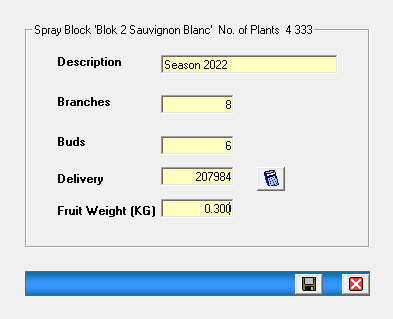 Spray Block 'Blok 2 Sauvignon Blanc' No. of Plants 4 333
Description Season 2022
Branches 8
Buds 6
Delivery 207984
Fruit Weight (KG) 0.300